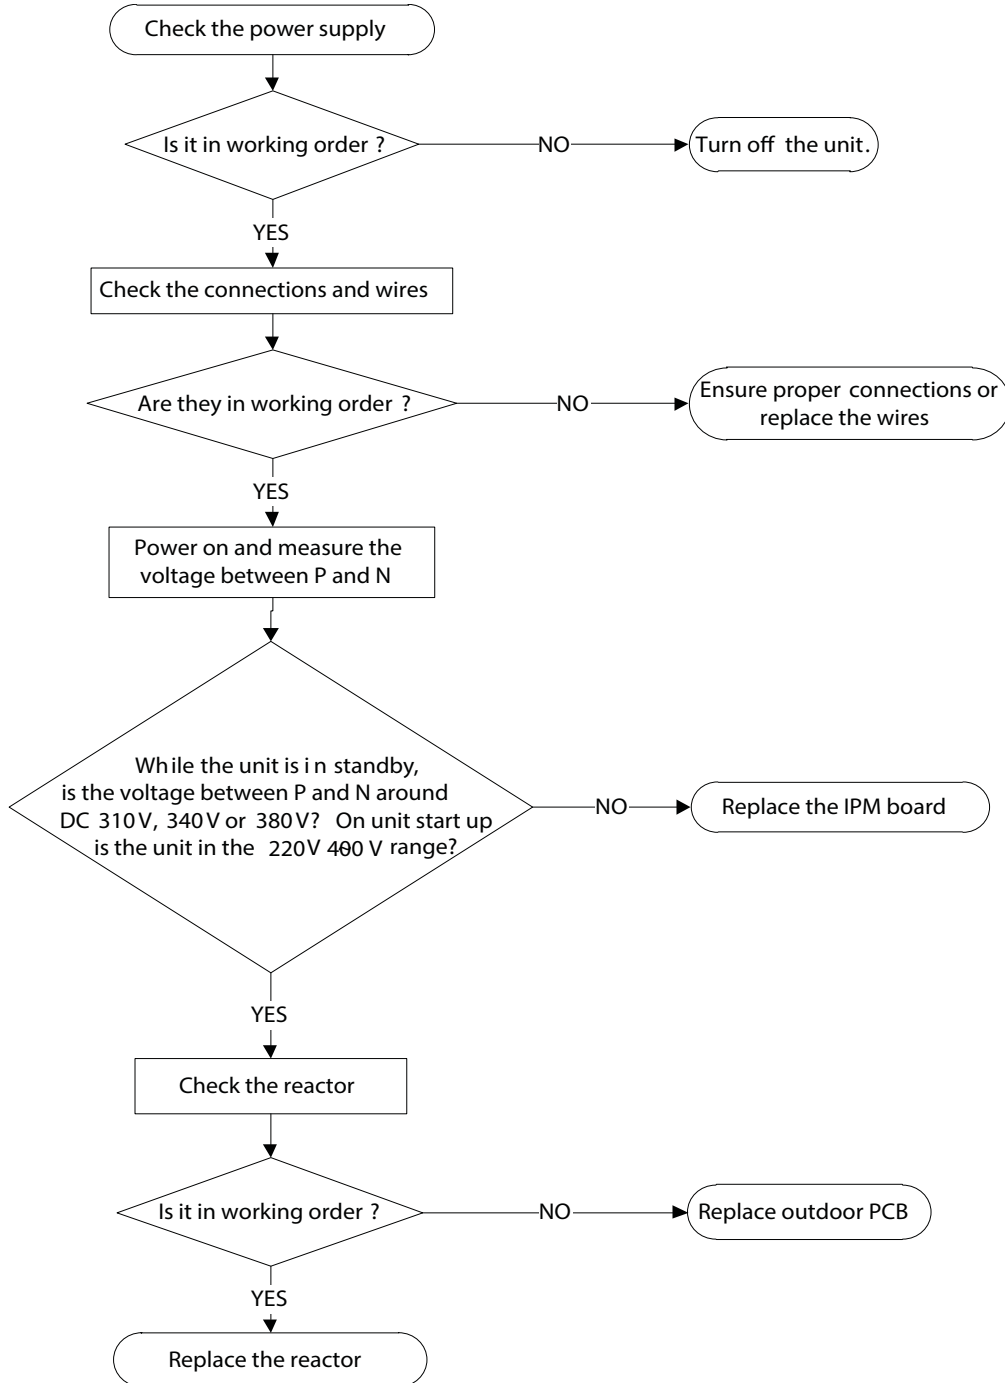 Check the power supply
Is it in working order ?
NO
Turn off the unit.
YES
Check the connections and wires
Are they in working order ?
NO
Ensure proper connections or
replace the wires
YES
Power on and measure the
voltage between P and N
While the unit is in standby,
is the voltage between P and N around
DC 310V, 340V or 380V? On unit start up
is the unit in the 220V 400 V range?
NO
Replace the IPM board
YES
Check the reactor
Is it in working order ?
NO
Replace outdoor PCB
YES
Replace the reactor